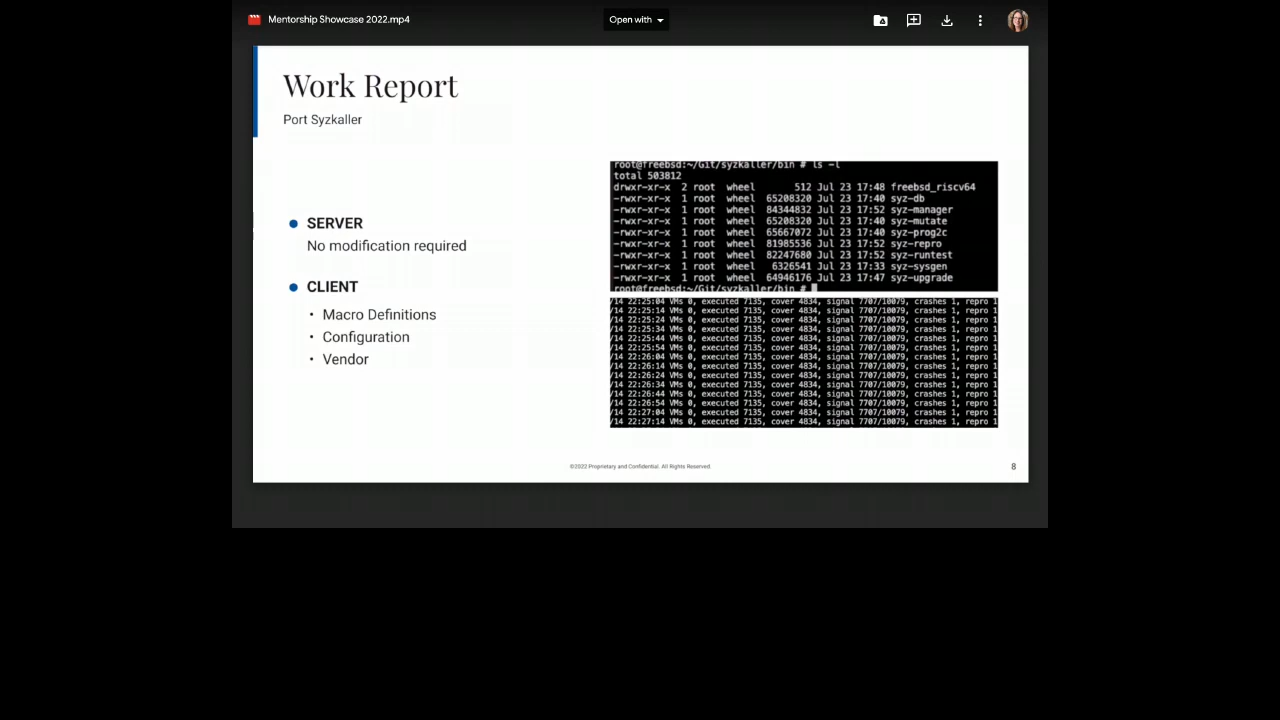 Mentorship Showcase 2022.mp4
Open with
Work Report
Port Syzkaller
SERVER
No modification required
CLIENT
Macro Definitions
Configuration
Vendor
root@freebsd:~/Git/syzkaller/bin # ls -l
total 503812
drwxr-xr-x 2 root wheel 512 Jul 23 17:48 freebsd_riscv64
-rwxr-xr-x 1 root wheel 65208320 Jul 23 17:40 syz-db
-rwxr-xr-x 1 root wheel 84344832 Jul 23 17:52 syz-manager
-rwxr-xr-x 1 root wheel 65208320 Jul 23 17:40 syz-mutate
-rwxr-xr-x 1 root wheel 65667072 Jul 23 17:40 syz-prog2c
-rwxr-xr-x 1 root wheel 81985536 Jul 23 17:52 syz-repro
-rwxr-xr-x 1 root wheel 82247680 Jul 23 17:52 syz-runtest
-rwxr-xr-x 1 root wheel 6326541 Jul 23 17:33 syz-sysgen
-rwxr-xr-x 1 root wheel 64946176 Jul 23 17:47 syz-upgrade
root@freebsd:~/Git/syzkaller/bin #
/14 22:25:04 VMs 0, executed 7135, cover 4834, signal 7707/10079, crashes 1, repro 1
/14 22:25:14 VMs 0, executed 7135, cover 4834, signal 7707/10079, crashes 1, repro 1
/14 22:25:24 VMs 0, executed 7135, cover 4834, signal 7707/10079, crashes 1, repro 1
/14 22:25:34 VMs 0, executed 7135, cover 4834, signal 7707/10079, crashes 1, repro 1
/14 22:25:44 VMs 0, executed 7135, cover 4834, signal 7707/10079, crashes 1, repro 1
/14 22:25:54 VMs 0, executed 7135, cover 4834, signal 7707/10079, crashes 1, repro 1
/14 22:26:04 VMs 0, executed 7135, cover 4834, signal 7707/10079, crashes 1, repro 1
/14 22:26:14 VMs 0, executed 7135, cover 4834, signal 7707/10079, crashes 1, repro 1
/14 22:26:24 VMs 0, executed 7135, cover 4834, signal 7707/10079, crashes 1, repro 1
/14 22:26:34 VMs 0, executed 7135, cover 4834, signal 7707/10079, crashes 1, repro 1
/14 22:26:44 VMs 0, executed 7135, cover 4834, signal 7707/10079, crashes 1, repro 1
/14 22:26:54 VMs 0, executed 7135, cover 4834, signal 7707/10079, crashes 1, repro 1
/14 22:27:04 VMs 0, executed 7135, cover 4834, signal 7707/10079, crashes 1, repro 1
/14 22:27:14 VMs 0, executed 7135, cover 4834, signal 7707/10079, crashes 1, repro 1
©2022 Proprietary and Confidential. All Rights Reserved.
8